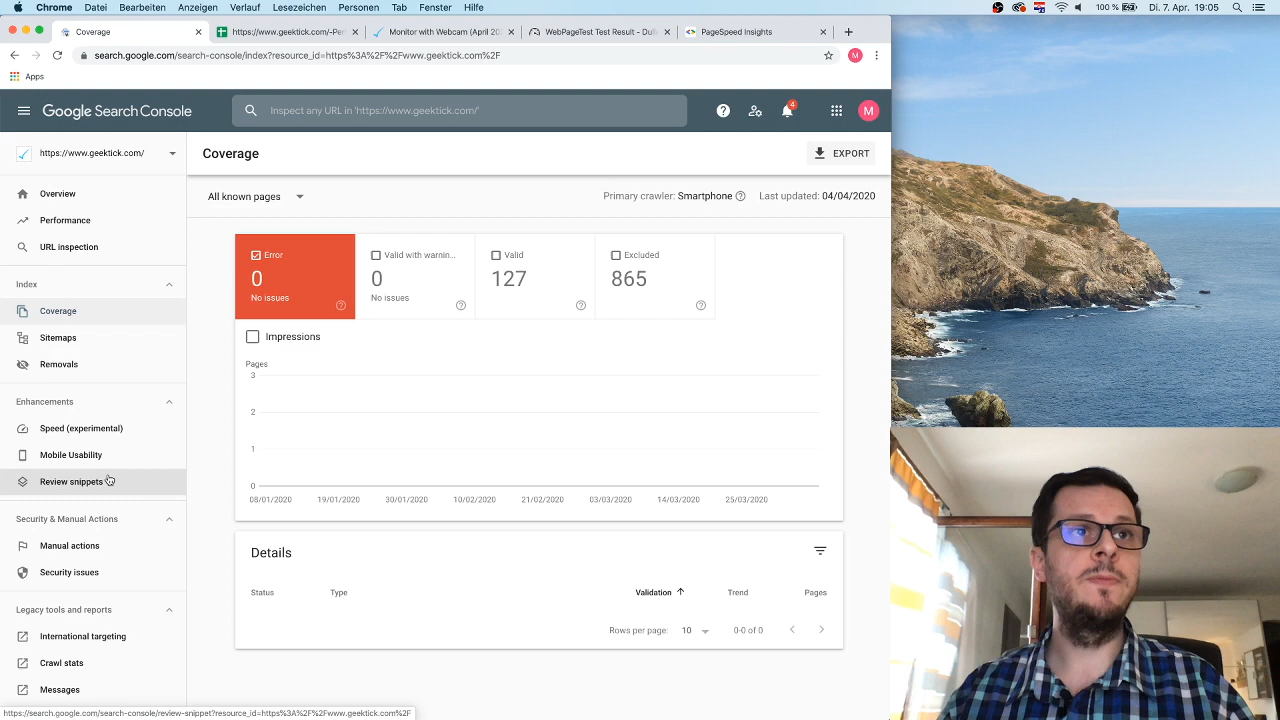 Chrome Datei Bearbeiten Anzeigen Verlauf Lesezeichen Personen Tab Fenster Hilfe
100 % Di. 7. Apr. 19:05
Coverage
https://www.geektick.com/-Per
Monitor with Webcam (April 20
WebPageTest Test Result - Dul
PageSpeed Insights
search.google.com/search-console/index?resource_id=https%3A%2F%2Fwww.geektick.com%2F
M
Apps
Google Search Console
Inspect any URL in 'https://www.geektick.com/'
4
M
https://www.geektick.com/
Coverage
EXPORT
Overview
Performance
URL inspection
Index
Coverage
Sitemaps
Removals
Enhancements
Speed (experimental)
Mobile Usability
Review snippets
Security & Manual Actions
Manual actions
Security issues
Legacy tools and reports
International targeting
Crawl stats
Messages
All known pages
Primary crawler: Smartphone
Last updated: 04/04/2020
Error
0
No issues
Valid with warnin...
0
No issues
Valid
127
Excluded
865
Impressions
Pages
3
2
1
0
08/01/2020 19/01/2020 30/01/2020 10/02/2020 21/02/2020 03/03/2020 14/03/2020 25/03/2020
Details
Status Type Validation Trend Pages
Rows per page: 10 0-0 of 0
https://search.google.com/search-console/review-snippet?resource_id=https%3A%2F%2Fwww.geektick.com%2F